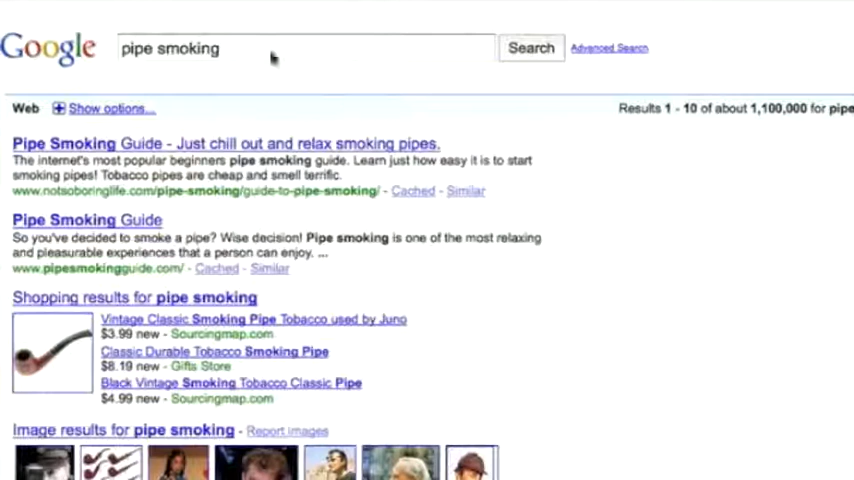 Google pipe smoking Search Advanced Search
Web Show options... Results 1 - 10 of about 1,100,000 for pipe
Pipe Smoking Guide - Just chill out and relax smoking pipes.
The internet's most popular beginners pipe smoking guide. Learn just how easy it is to start
smoking pipes! Tobacco pipes are cheap and smell terrific.
www.notsoboringlife.com/pipe-smoking/guide-to-pipe-smoking/ - Cached - Similar
Pipe Smoking Guide
So you've decided to smoke a pipe? Wise decision! Pipe smoking is one of the most relaxing
and pleasurable experiences that a person can enjoy. ...
www.pipesmokingguide.com/ - Cached - Similar
Shopping results for pipe smoking
Vintage Classic Smoking Pipe Tobacco used by Juno
$3.99 new - Sourcingmap.com
Classic Durable Tobacco Smoking Pipe
$8.19 new - Gifts Store
Black Vintage Smoking Tobacco Classic Pipe
$4.99 new - Sourcingmap.com
Image results for pipe smoking - Report images